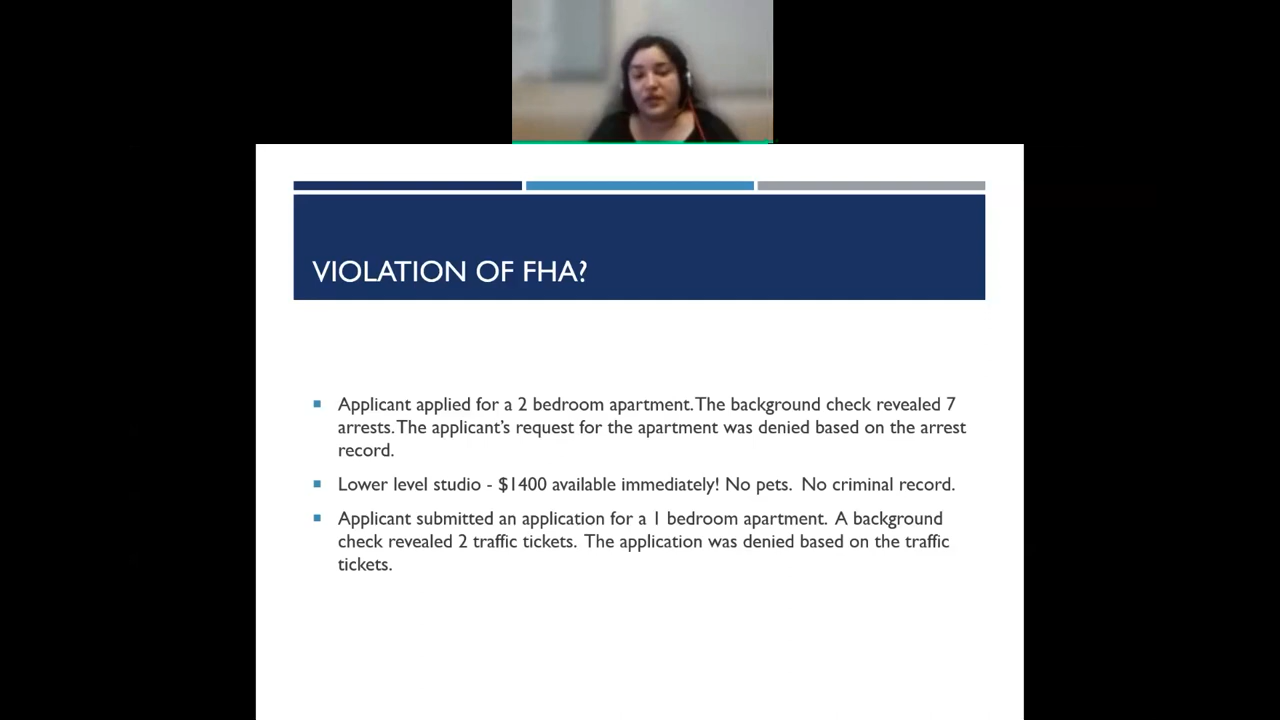 VIOLATION OF FHA?
Applicant applied for a 2 bedroom apartment. The background check revealed 7
arrests. The applicant's request for the apartment was denied based on the arrest
record.
Lower level studio - $1400 available immediately! No pets. No criminal record.
Applicant submitted an application for a 1 bedroom apartment. A background
check revealed 2 traffic tickets. The application was denied based on the traffic
tickets.